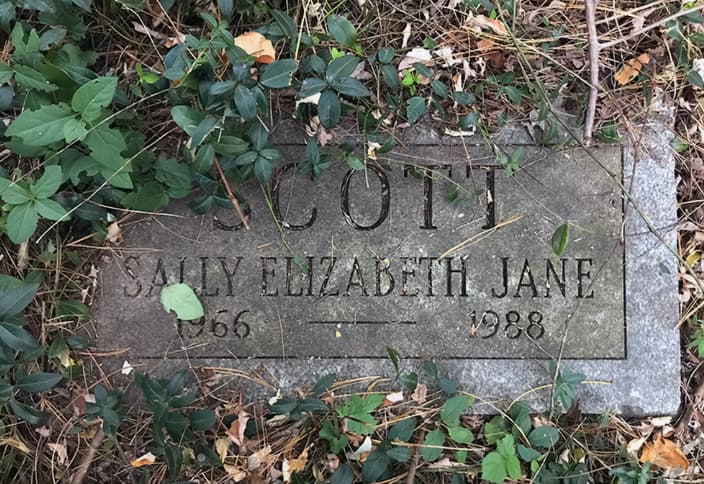 SCOTT
SALLY ELIZABETH JANE
1966 — 1988